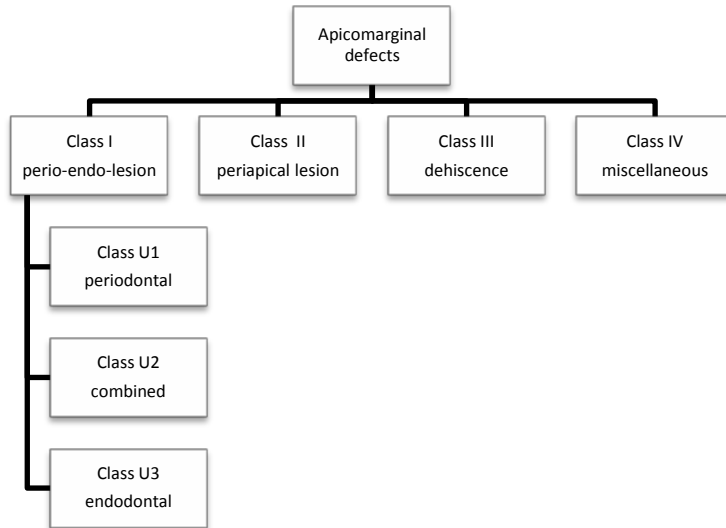 Apicomarginal
defects
Class I
perio-endo-lesion
Class II
periapical lesion
Class III
dehiscence
Class IV
miscellaneous
Class U1
periodontal
Class U2
combined
Class U3
endodontal